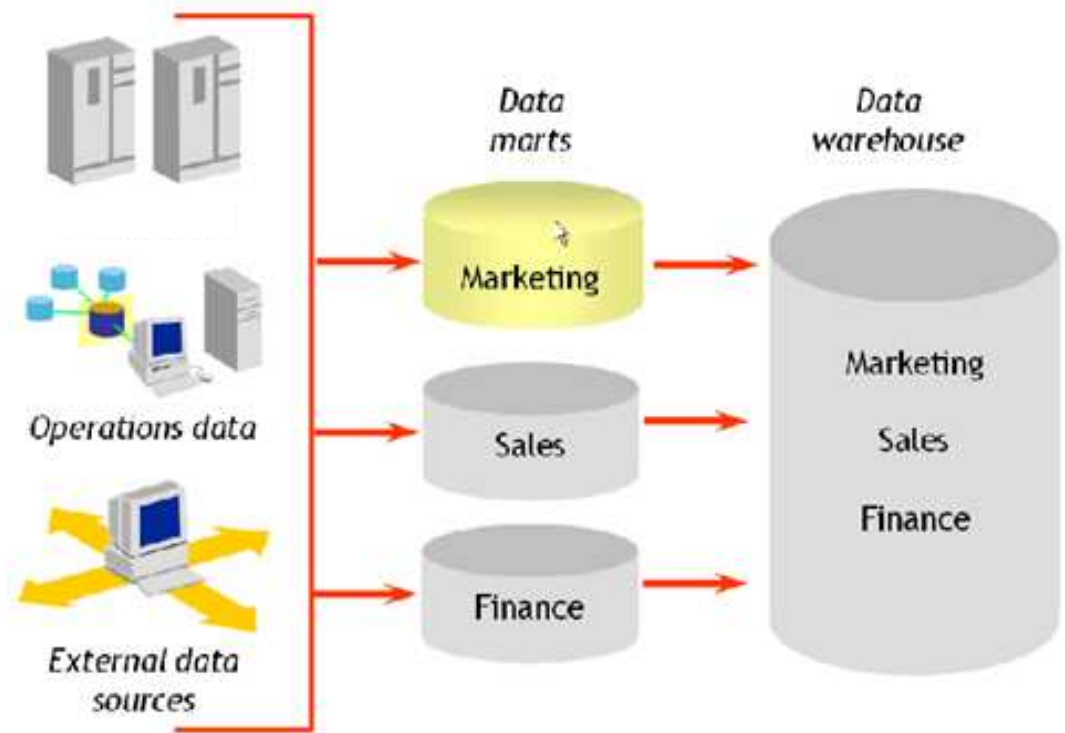 Operations data
External data
sources
Data
marts
Marketing
Sales
Finance
Data
warehouse
Marketing
Sales
Finance